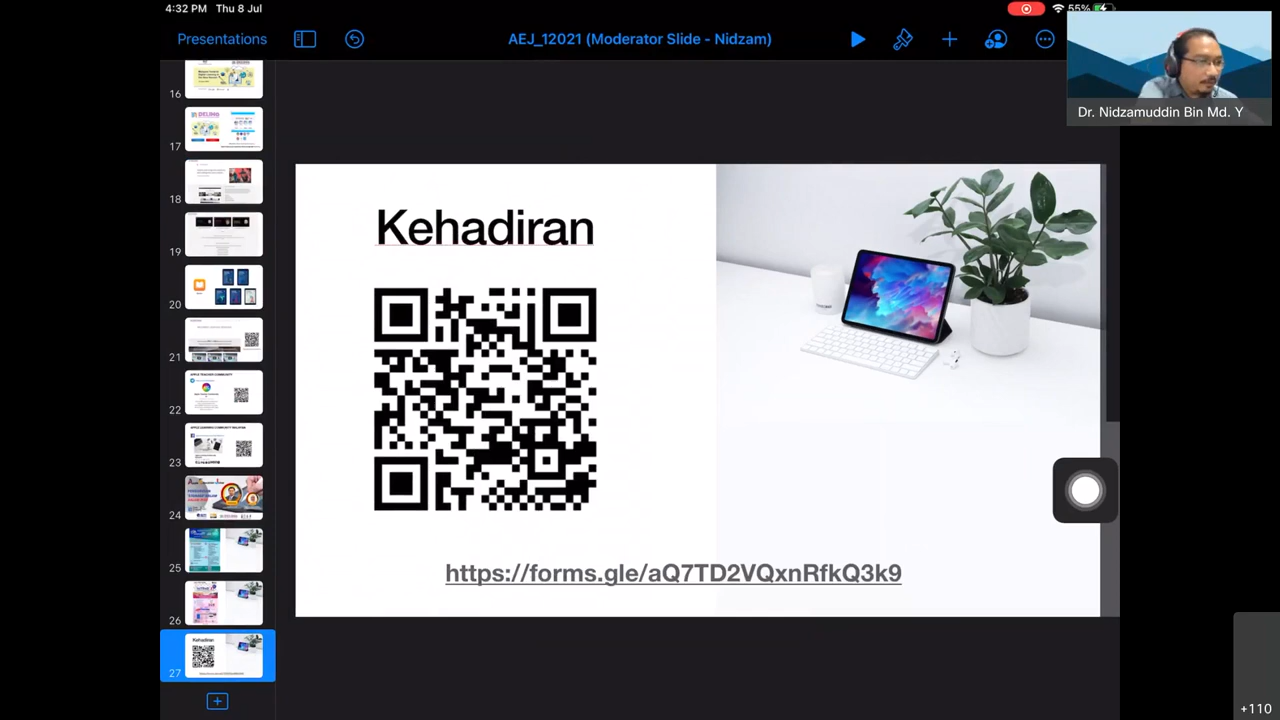 4:32 PM Thu 8 Jul
55%
Presentations
AEJ_12021 (Moderator Slide - Nidzam)
Dr. Nidzamuddin Bin Md. Y
16
17
18
19
20
21
22
23
24
25
26
27
Kehadiran
https://forms.gle/aQ7TD2VQxnRfkQ3k9
+110